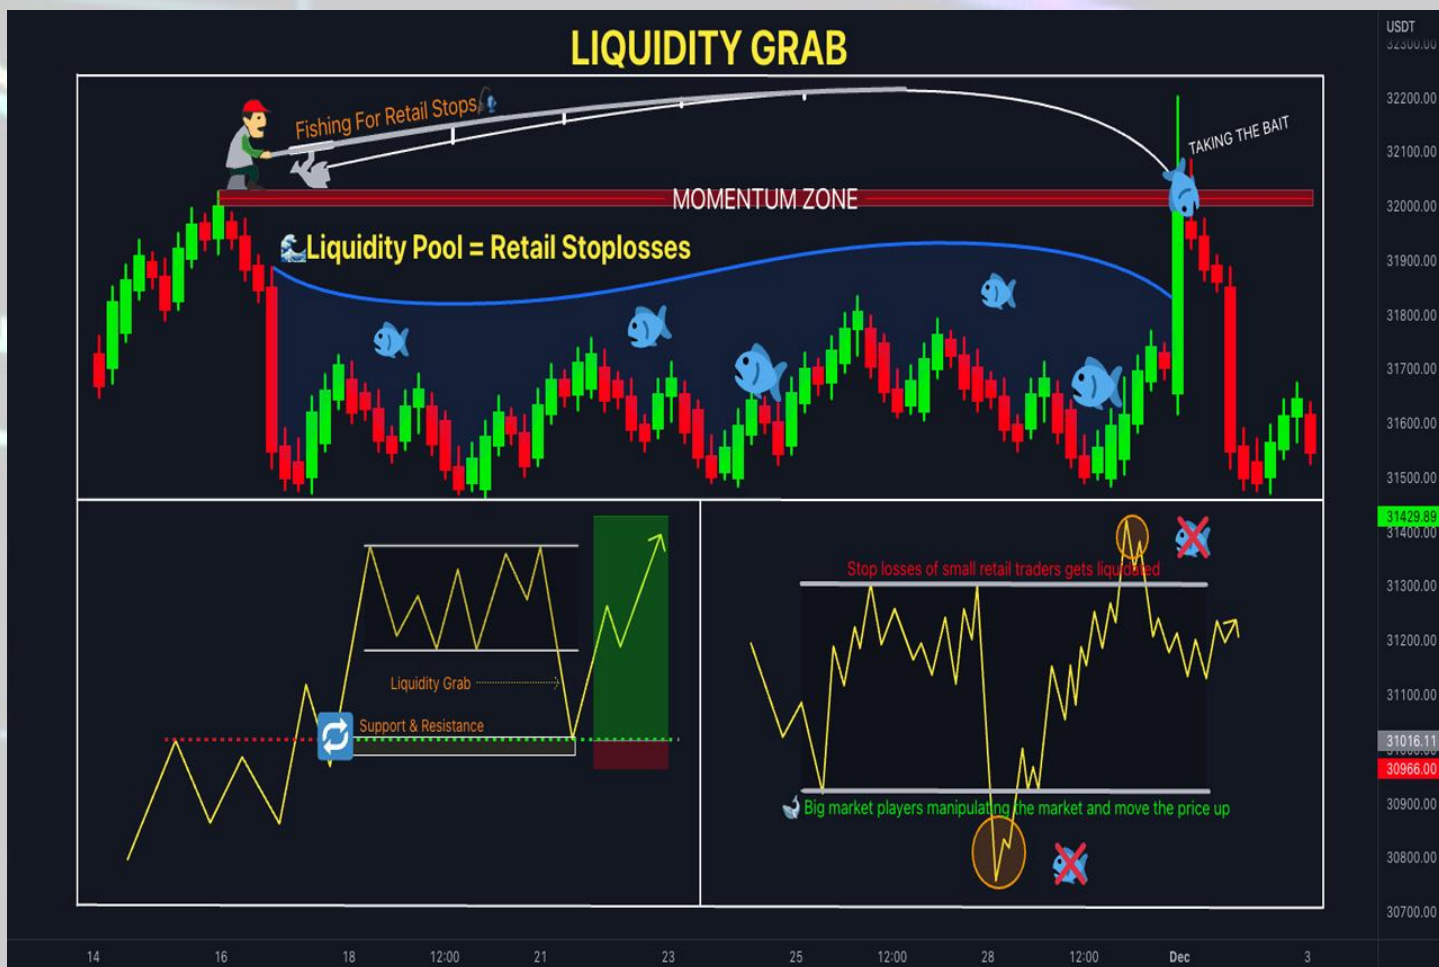 LIQUIDITY GRAB
USDT
32300.00
Fishing For Retail Stops
32200.00
TAKING THE BAIT
32100.00
MOMENTUM ZONE
32000.00
Liquidity Pool = Retail Stoplosses
31900.00
31800.00
31700.00
31600.00
31500.00
31429.89
31400.00
Stop losses of small retail traders gets liquidated
31300.00
31200.00
Liquidity Grab
31100.00
Support & Resistance
31016.11
30966.00
Big market players manipulating the market and move the price up
30900.00
30800.00
30700.00
14 16 18 12:00 21 23 25 12:00 28 12:00 Dec 3